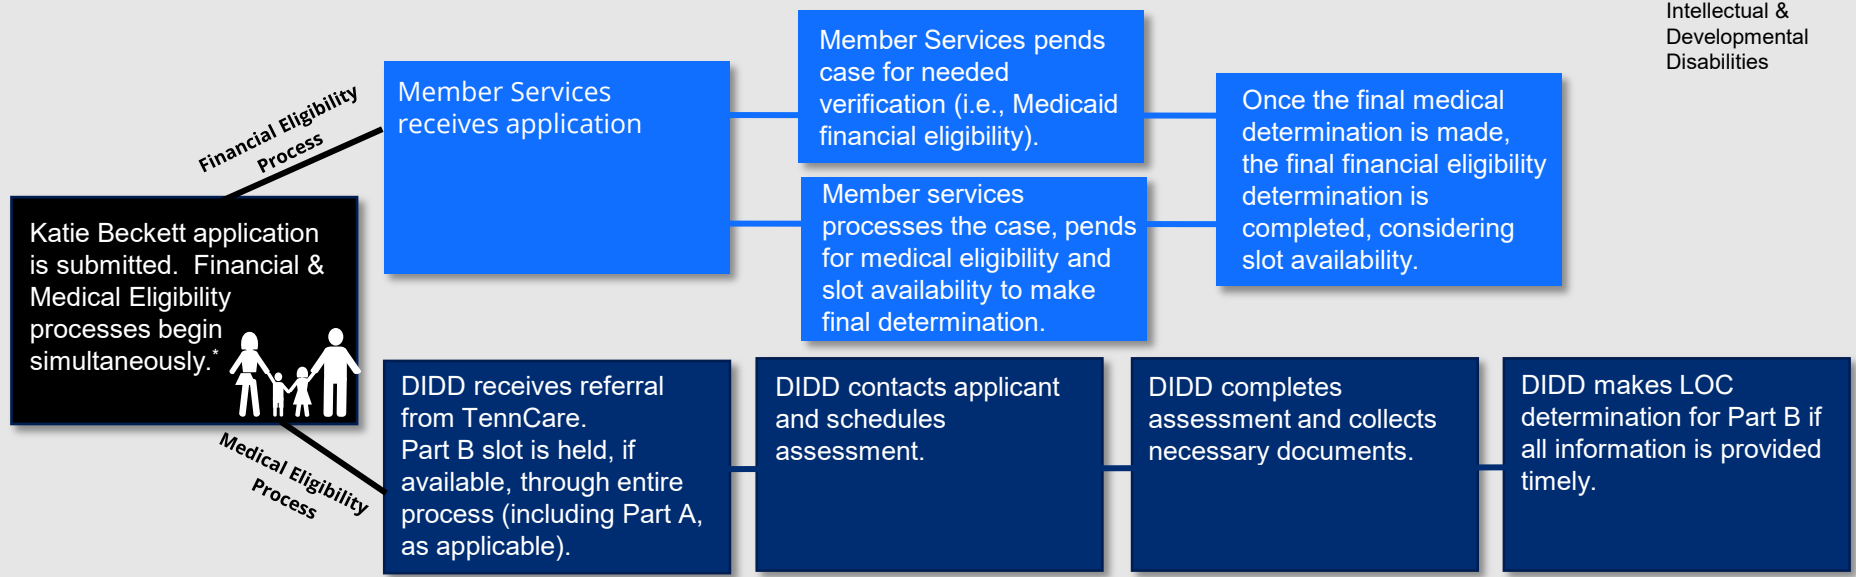 Intellectual &
Developmental
Disabilities
Financial Eligibility
Process
Katie Beckett application
is submitted.  Financial &
Medical Eligibility
processes begin
simultaneously.*
Medical Eligibility
Process
Member Services
receives application
Member Services pends
case for needed
verification (i.e., Medicaid
financial eligibility).
Member services
processes the case, pends
for medical eligibility and
slot availability to make
final determination.
Once the final medical
determination is made,
the final financial eligibility
determination is
completed, considering
slot availability.
DIDD receives referral
from TennCare.
Part B slot is held, if
available, through entire
process (including Part A,
as applicable).
DIDD contacts applicant
and schedules
assessment.
DIDD completes
assessment and collects
necessary documents.
DIDD makes LOC
determination for Part B if
all information is provided
timely.